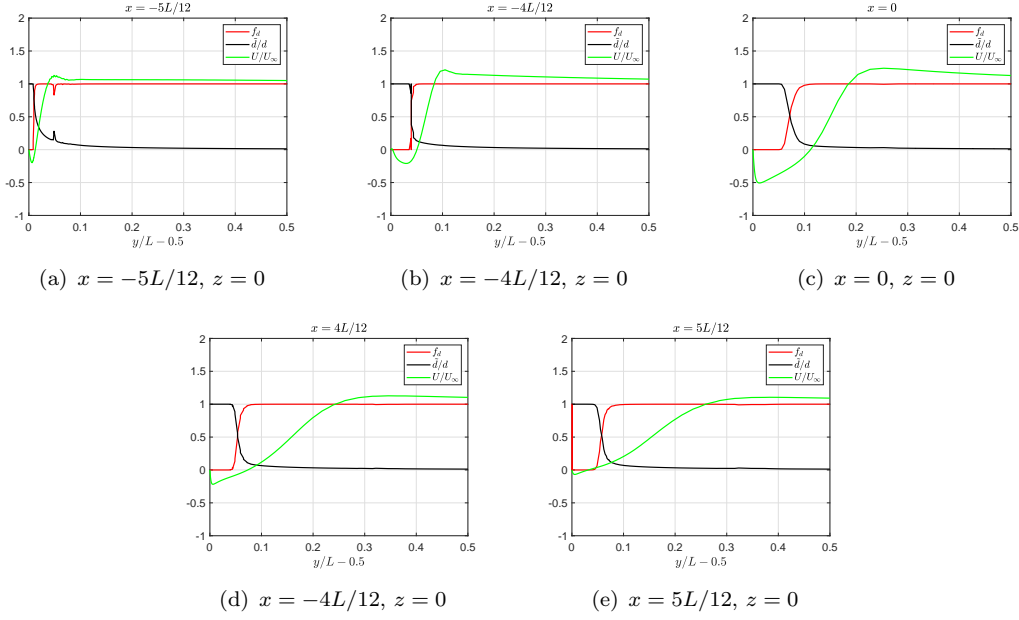 x = −5L/12
2
1.5
1
0.5
0
-0.5
-1
f_d
d̃/d
U/U_∞
0 0.1 0.2 0.3 0.4 0.5
y/L − 0.5
(a) x = −5L/12, z = 0
x = −4L/12
2
1.5
1
0.5
0
-0.5
-1
f_d
d̃/d
U/U_∞
0 0.1 0.2 0.3 0.4 0.5
y/L − 0.5
(b) x = −4L/12, z = 0
x = 0
2
1.5
1
0.5
0
-0.5
-1
f_d
d̃/d
U/U_∞
0 0.1 0.2 0.3 0.4 0.5
y/L − 0.5
(c) x = 0, z = 0
x = 4L/12
2
1.5
1
0.5
0
-0.5
-1
f_d
d̃/d
U/U_∞
0 0.1 0.2 0.3 0.4 0.5
y/L − 0.5
(d) x = −4L/12, z = 0
x = 5L/12
2
1.5
1
0.5
0
-0.5
-1
f_d
d̃/d
U/U_∞
0 0.1 0.2 0.3 0.4 0.5
y/L − 0.5
(e) x = 5L/12, z = 0